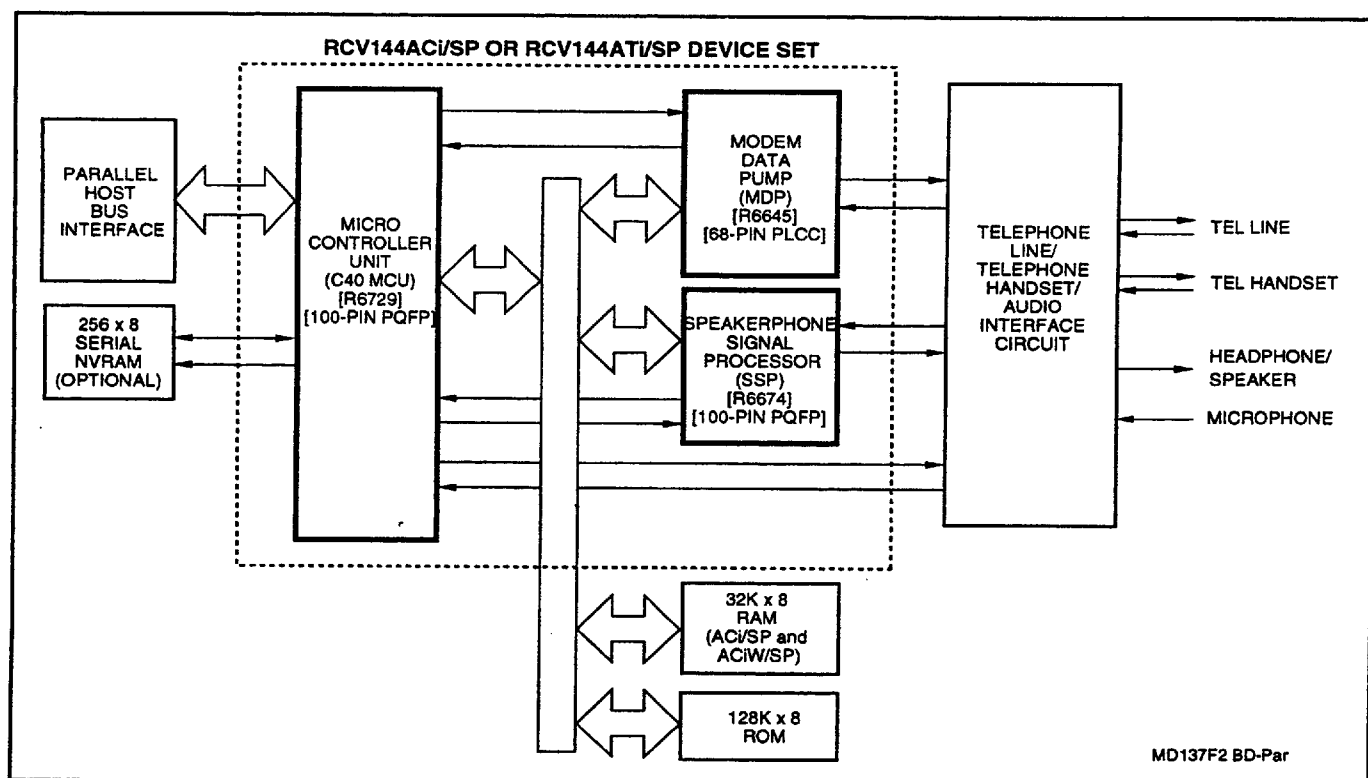 RCV144ACi/SP OR RCV144ATi/SP DEVICE SET
PARALLEL
HOST
BUS
INTERFACE
256 x 8
SERIAL
NVRAM
(OPTIONAL)
MICRO
CONTROLLER
UNIT
(C40 MCU)
[R6729]
[100-PIN PQFP]
MODEM
DATA
PUMP
(MDP)
[R6645]
[68-PIN PLCC]
SPEAKERPHONE
SIGNAL
PROCESSOR
(SSP)
[R6674]
[100-PIN PQFP]
TELEPHONE
LINE/
TELEPHONE
HANDSET/
AUDIO
INTERFACE
CIRCUIT
TEL LINE
TEL HANDSET
HEADPHONE/
SPEAKER
MICROPHONE
32K x 8
RAM
(ACi/SP and
ACiW/SP)
128K x 8
ROM
MD137F2 BD-Par